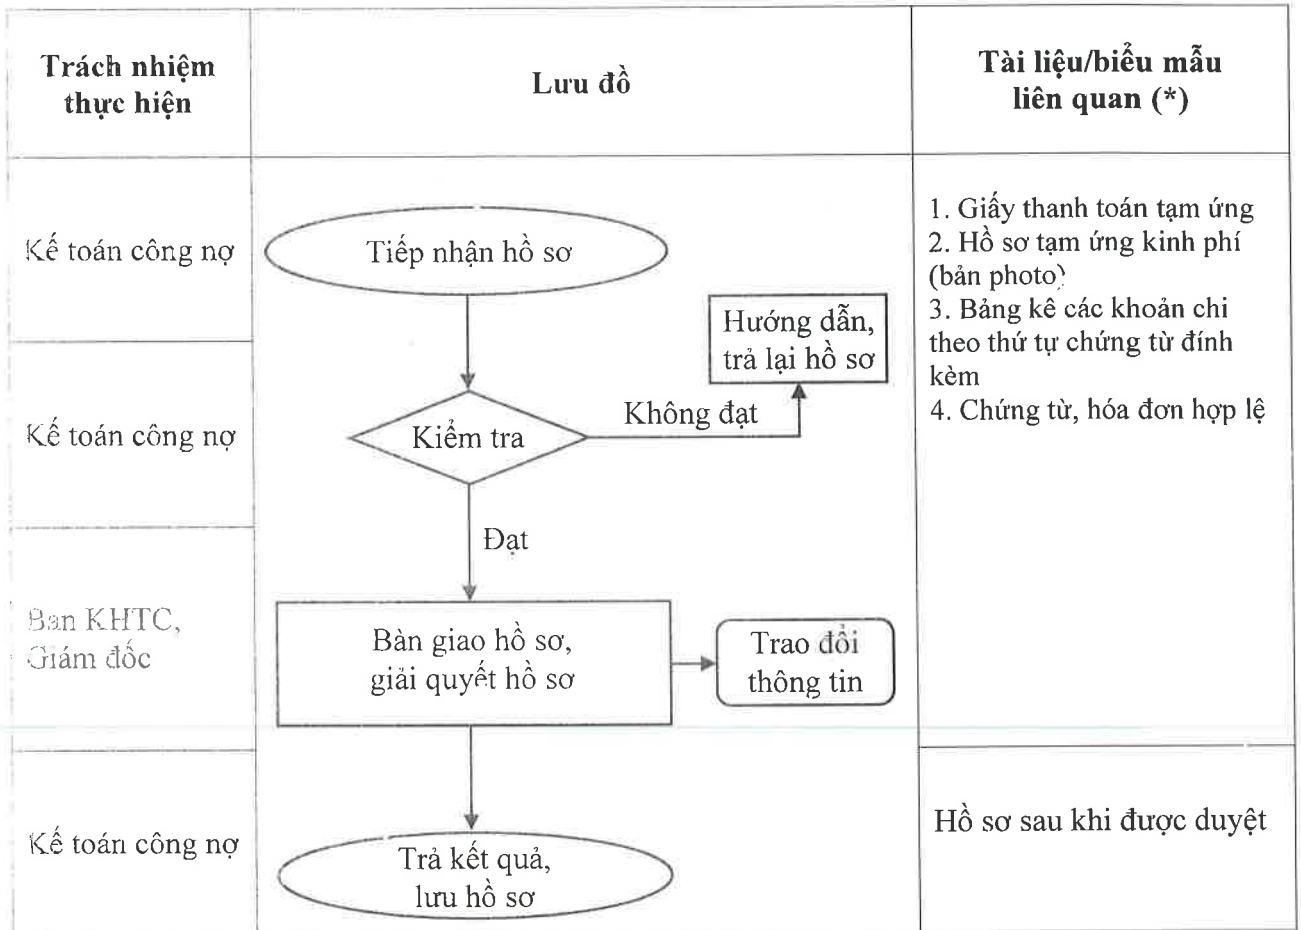 Trách nhiệm
thực hiện
Lưu đồ
Tài liệu/biểu mẫu
liên quan (*)
Kế toán công nợ
Tiếp nhận hồ sơ
1. Giấy thanh toán tạm ứng
2. Hồ sơ tạm ứng kinh phí
(bản photo)
3. Bảng kê các khoản chi
theo thứ tự chứng từ đính
kèm
4. Chứng từ, hóa đơn hợp lệ
Hướng dẫn,
trả lại hồ sơ
Kế toán công nợ
Kiểm tra
Không đạt
Đạt
Ban KHTC,
Giám đốc
Bàn giao hồ sơ,
giải quyết hồ sơ
Trao đổi
thông tin
Kế toán công nợ
Trả kết quả,
lưu hồ sơ
Hồ sơ sau khi được duyệt